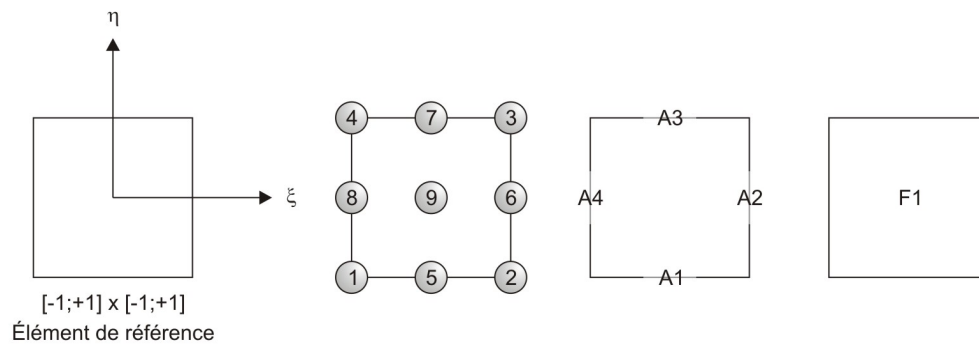 η
4 7 3 A3
ξ 8 9 6 A4 A2 F1
1 5 2 A1
[-1;+1] x [-1;+1]
Élément de référence